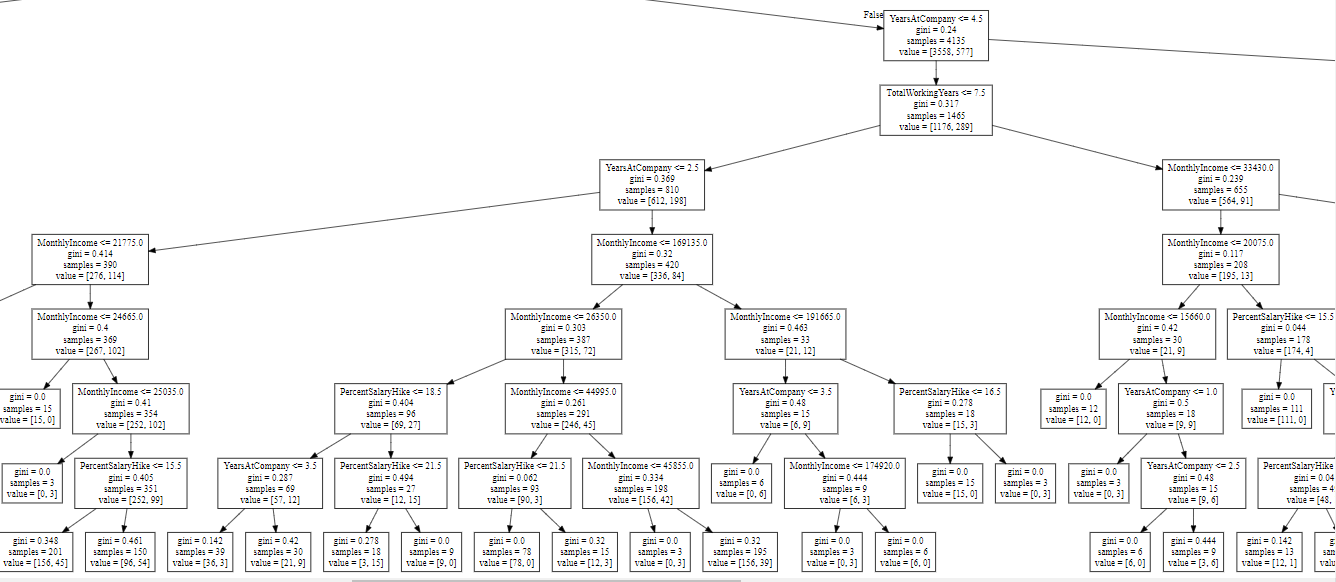 False
YearsAtCompany <= 4.5
gini = 0.24
samples = 4135
value = [3558, 577]
TotalWorkingYears <= 7.5
gini = 0.317
samples = 1465
value = [1176, 289]
YearsAtCompany <= 2.5
gini = 0.369
samples = 810
value = [612, 198]
MonthlyIncome <= 33430.0
gini = 0.239
samples = 655
value = [564, 91]
MonthlyIncome <= 21775.0
gini = 0.414
samples = 390
value = [276, 114]
MonthlyIncome <= 169135.0
gini = 0.32
samples = 420
value = [336, 84]
MonthlyIncome <= 20075.0
gini = 0.117
samples = 208
value = [195, 13]
MonthlyIncome <= 24665.0
gini = 0.4
samples = 369
value = [267, 102]
MonthlyIncome <= 26350.0
gini = 0.303
samples = 387
value = [315, 72]
MonthlyIncome <= 191665.0
gini = 0.463
samples = 33
value = [21, 12]
MonthlyIncome <= 15660.0
gini = 0.42
samples = 30
value = [21, 9]
PercentSalaryHike <= 15.5
gini = 0.044
samples = 178
value = [174, 4]
gini = 0.0
samples = 15
value = [15, 0]
MonthlyIncome <= 25035.0
gini = 0.41
samples = 354
value = [252, 102]
PercentSalaryHike <= 18.5
gini = 0.404
samples = 96
value = [69, 27]
MonthlyIncome <= 44995.0
gini = 0.261
samples = 291
value = [246, 45]
YearsAtCompany <= 3.5
gini = 0.48
samples = 15
value = [6, 9]
PercentSalaryHike <= 16.5
gini = 0.278
samples = 18
value = [15, 3]
gini = 0.0
samples = 12
value = [12, 0]
YearsAtCompany <= 1.0
gini = 0.5
samples = 18
value = [9, 9]
gini = 0.0
samples = 111
value = [111, 0]
Y
gini = 0.0
samples = 3
value = [0, 3]
PercentSalaryHike <= 15.5
gini = 0.405
samples = 351
value = [252, 99]
YearsAtCompany <= 3.5
gini = 0.287
samples = 69
value = [57, 12]
PercentSalaryHike <= 21.5
gini = 0.494
samples = 27
value = [12, 15]
PercentSalaryHike <= 21.5
gini = 0.062
samples = 93
value = [90, 3]
MonthlyIncome <= 45855.0
gini = 0.334
samples = 198
value = [156, 42]
gini = 0.0
samples = 6
value = [0, 6]
MonthlyIncome <= 174920.0
gini = 0.444
samples = 9
value = [6, 3]
gini = 0.0
samples = 15
value = [15, 0]
gini = 0.0
samples = 3
value = [0, 3]
gini = 0.0
samples = 3
value = [0, 3]
YearsAtCompany <= 2.5
gini = 0.48
samples = 15
value = [9, 6]
PercentSalaryHike
gini = 0.04
samples = 4
value = [48,
gini = 0.348
samples = 201
value = [156, 45]
gini = 0.461
samples = 150
value = [96, 54]
gini = 0.142
samples = 39
value = [36, 3]
gini = 0.42
samples = 30
value = [21, 9]
gini = 0.278
samples = 18
value = [3, 15]
gini = 0.0
samples = 9
value = [9, 0]
gini = 0.0
samples = 78
value = [78, 0]
gini = 0.32
samples = 15
value = [12, 3]
gini = 0.0
samples = 3
value = [0, 3]
gini = 0.32
samples = 195
value = [156, 39]
gini = 0.0
samples = 3
value = [0, 3]
gini = 0.0
samples = 6
value = [6, 0]
gini = 0.0
samples = 6
value = [6, 0]
gini = 0.444
samples = 9
value = [3, 6]
gini = 0.142
samples = 13
value = [12, 1]